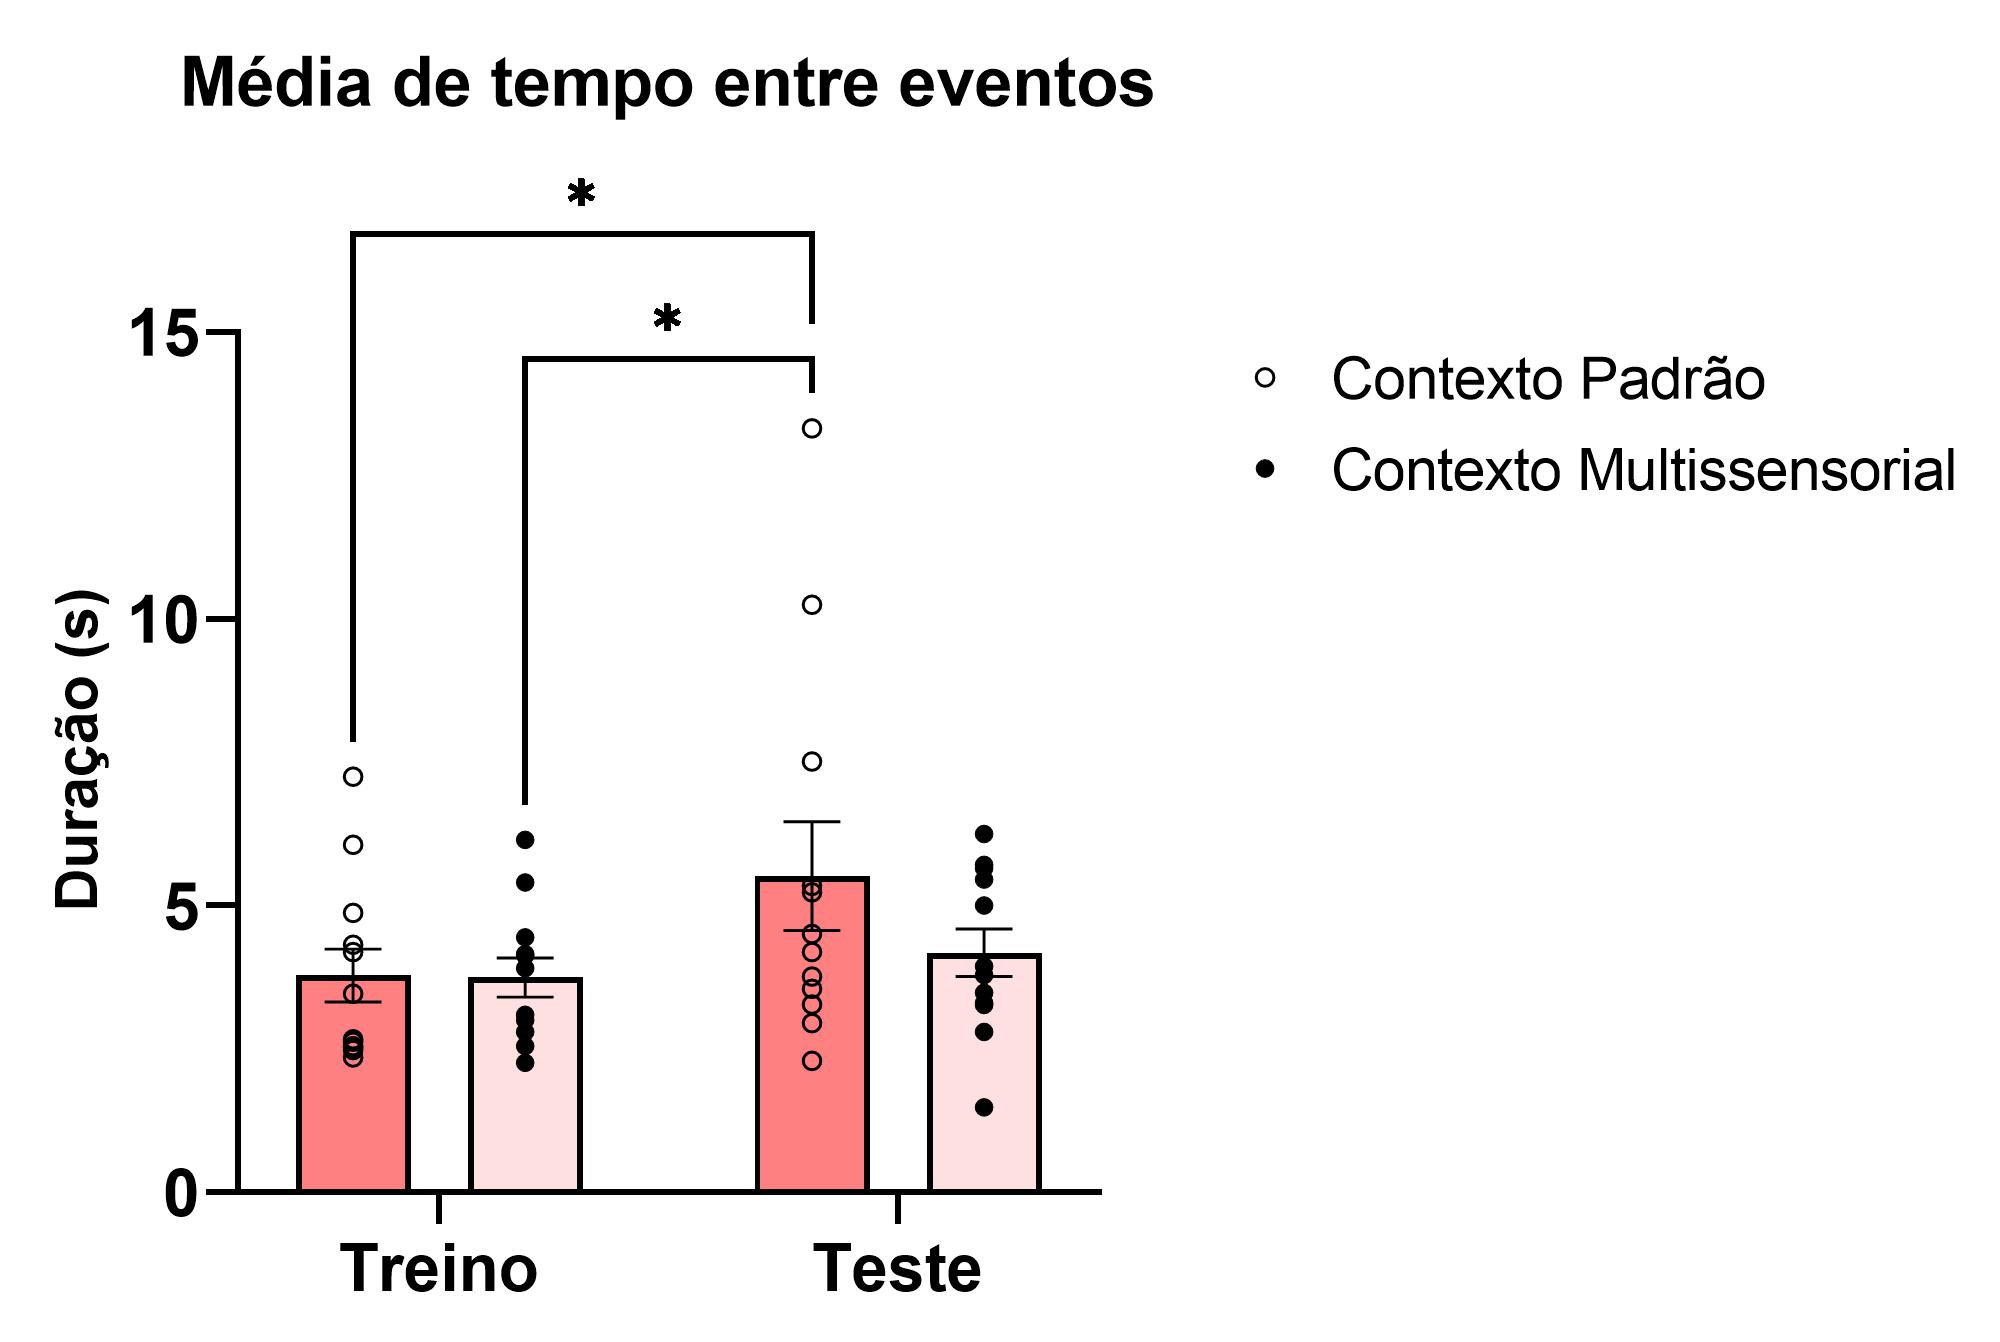 Média de tempo entre eventos
*
*
15
10
5
0
Duração (s)
Treino
Teste
Contexto Padrão
Contexto Multissensorial